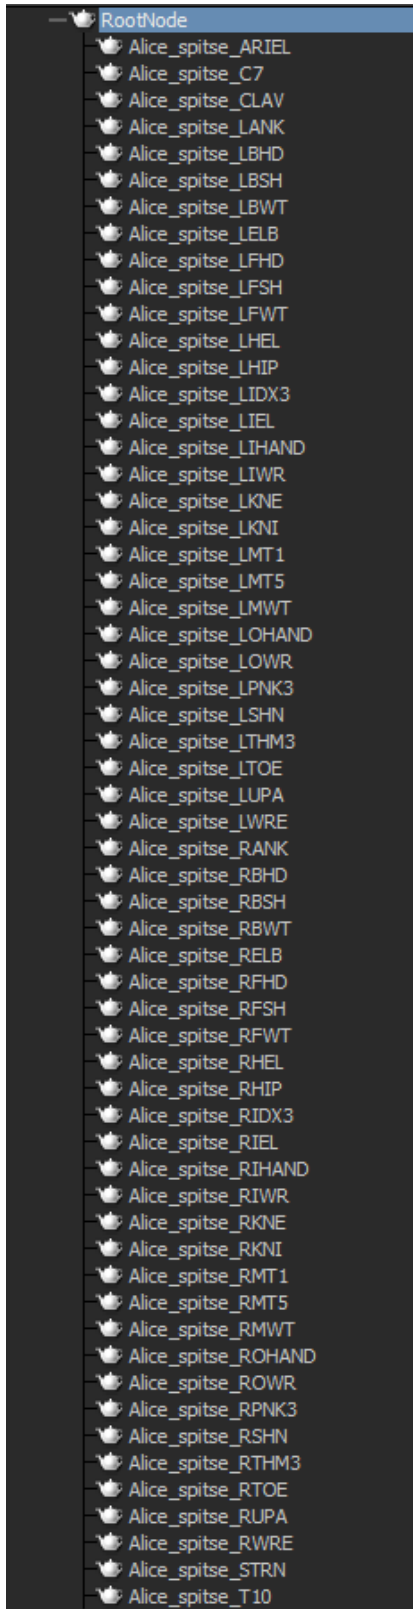 RootNode
Alice_spitse_ARIEL
Alice_spitse_C7
Alice_spitse_CLAV
Alice_spitse_LANK
Alice_spitse_LBHD
Alice_spitse_LBSH
Alice_spitse_LBWT
Alice_spitse_LELB
Alice_spitse_LFHD
Alice_spitse_LFSH
Alice_spitse_LFWT
Alice_spitse_LHEL
Alice_spitse_LHIP
Alice_spitse_LIDX3
Alice_spitse_LIEL
Alice_spitse_LIHAND
Alice_spitse_LIWR
Alice_spitse_LKNE
Alice_spitse_LKNI
Alice_spitse_LMT1
Alice_spitse_LMT5
Alice_spitse_LMWT
Alice_spitse_LOHAND
Alice_spitse_LOWR
Alice_spitse_LPNK3
Alice_spitse_LSHN
Alice_spitse_LTHM3
Alice_spitse_LTOE
Alice_spitse_LUPA
Alice_spitse_LWRE
Alice_spitse_RANK
Alice_spitse_RBHD
Alice_spitse_RBSH
Alice_spitse_RBWT
Alice_spitse_RELB
Alice_spitse_RFHD
Alice_spitse_RFSH
Alice_spitse_RFWT
Alice_spitse_RHEL
Alice_spitse_RHIP
Alice_spitse_RIDX3
Alice_spitse_RIEL
Alice_spitse_RIHAND
Alice_spitse_RIWR
Alice_spitse_RKNE
Alice_spitse_RKNI
Alice_spitse_RMT1
Alice_spitse_RMT5
Alice_spitse_RMWT
Alice_spitse_ROHAND
Alice_spitse_ROWR
Alice_spitse_RPNK3
Alice_spitse_RSHN
Alice_spitse_RTHM3
Alice_spitse_RTOE
Alice_spitse_RUPA
Alice_spitse_RWRE
Alice_spitse_STRN
Alice_spitse_T10